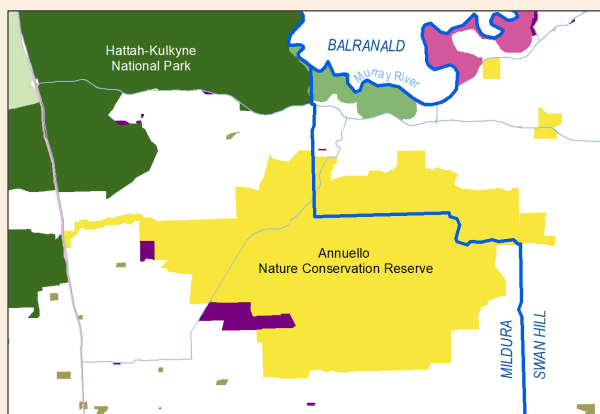 Hattah-Kulkyne
National Park
BALRANALD
Murray River
Annuello
Nature Conservation Reserve
MILDURA
SWAN HILL